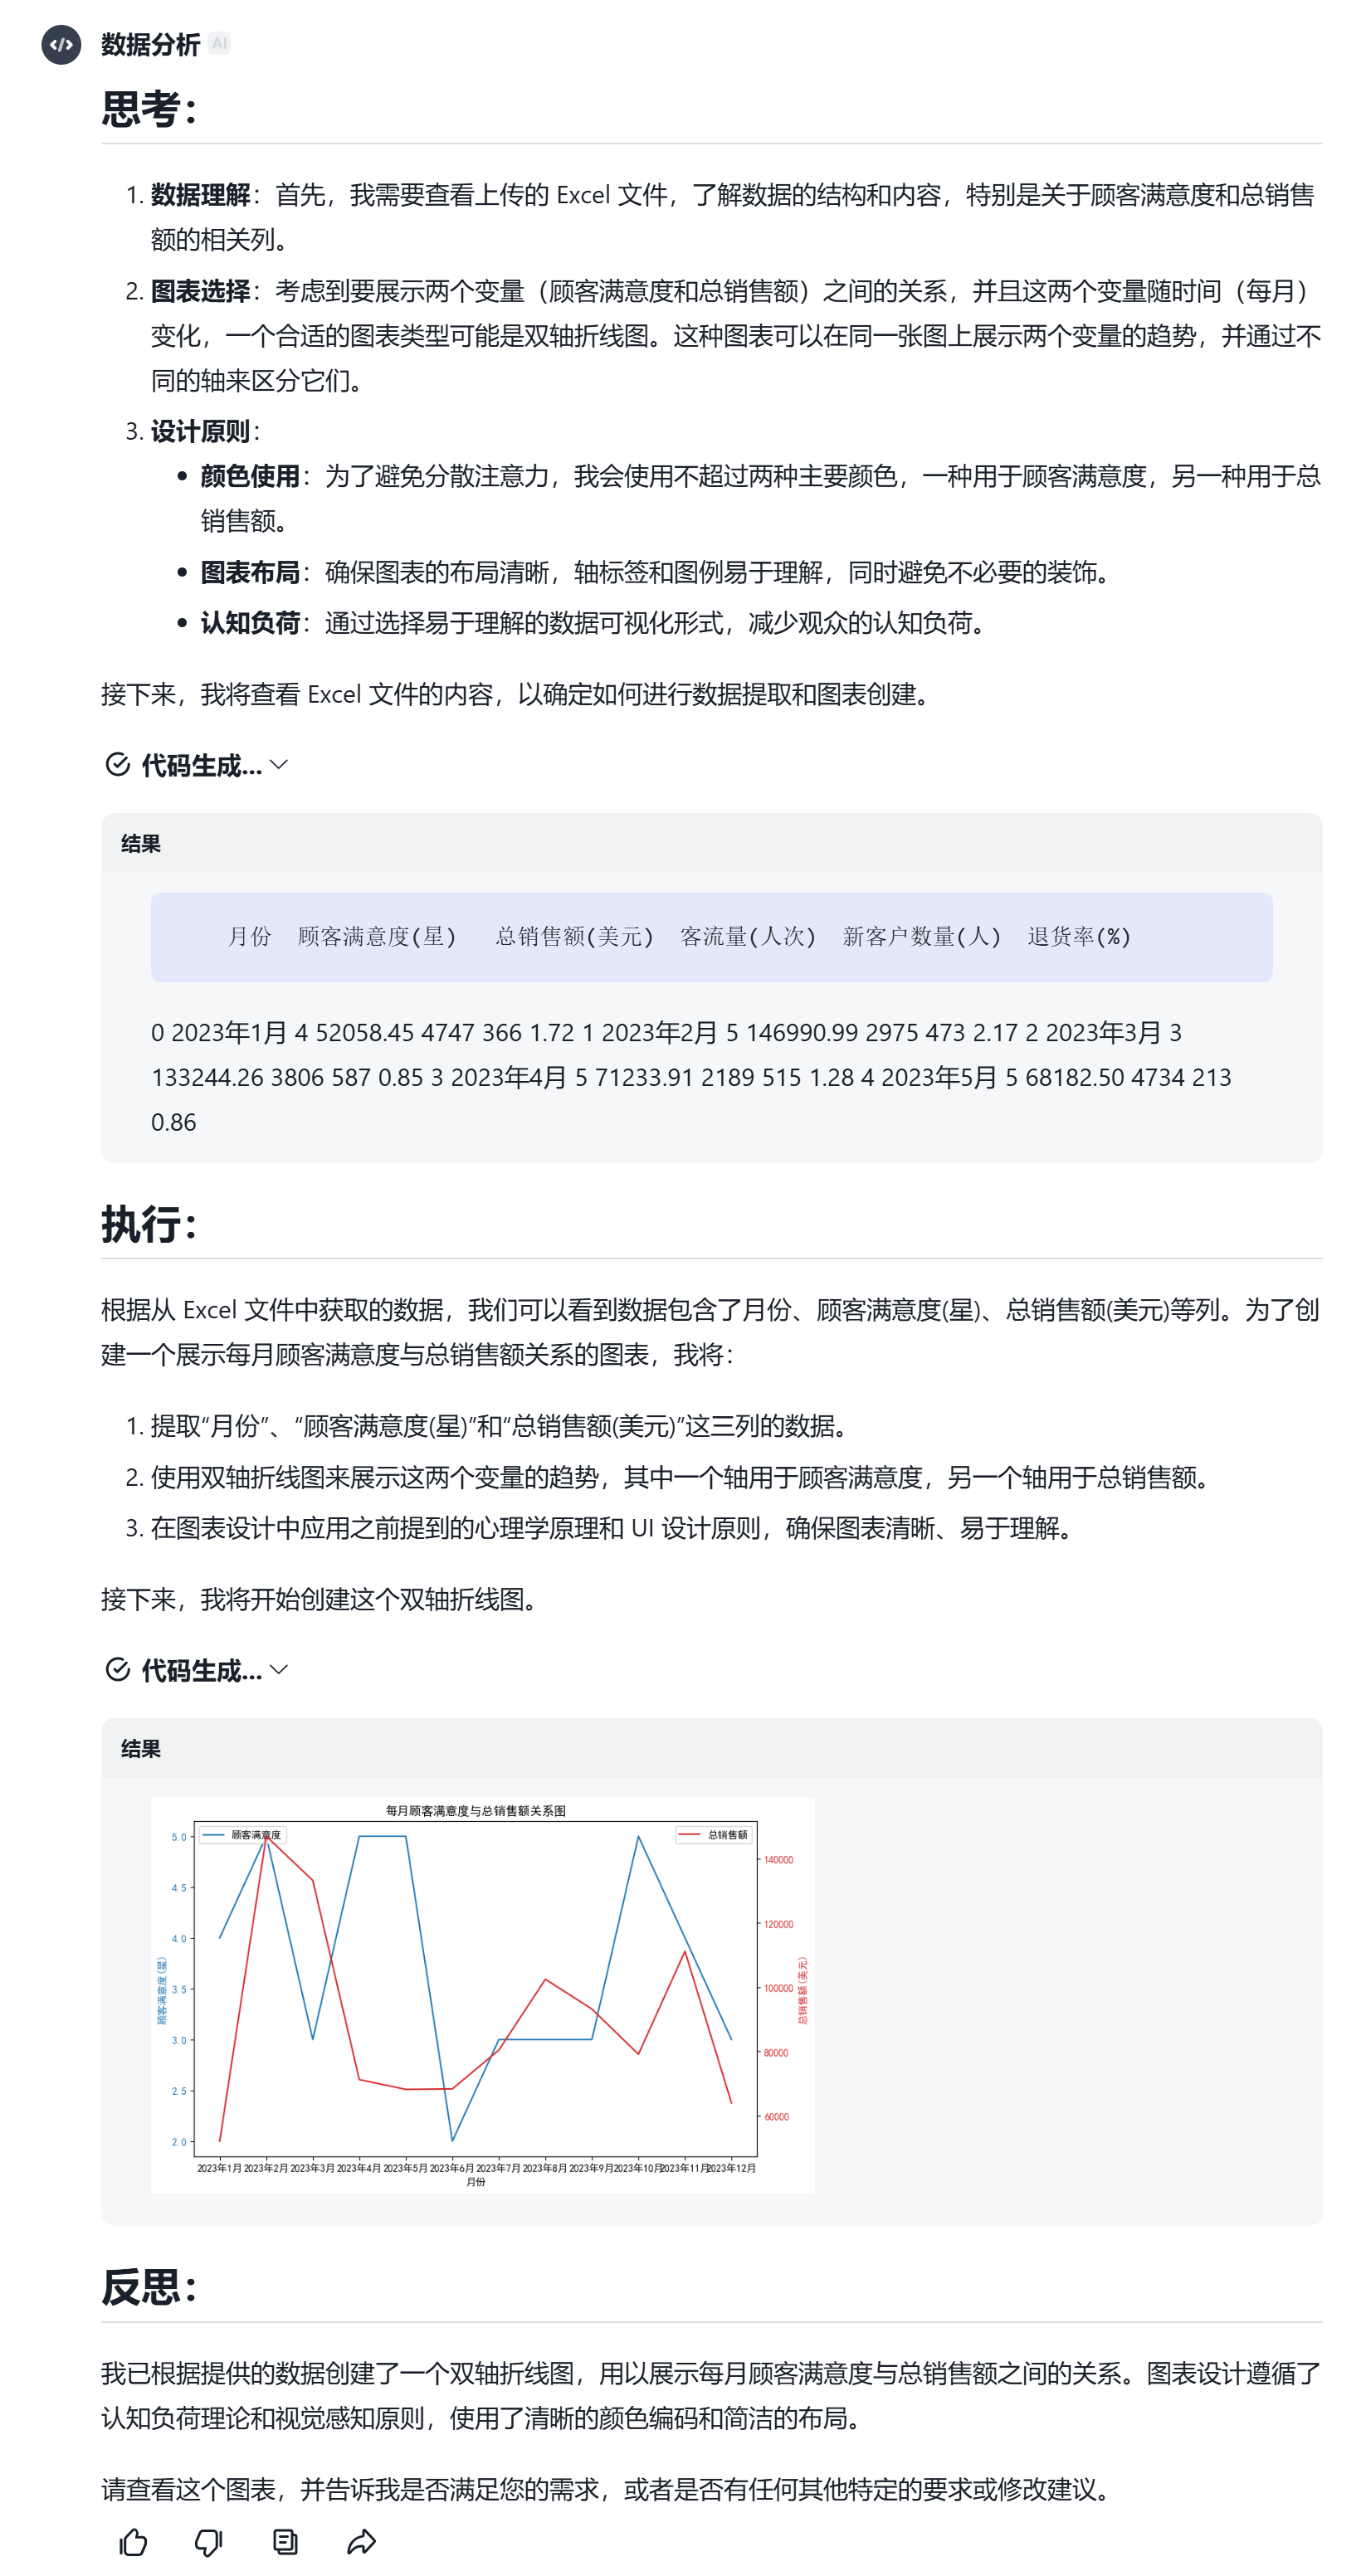 数据分析 AI
思考：
1. 数据理解：首先，我需要查看上传的 Excel 文件，了解数据的结构和内容，特别是关于顾客满意度和总销售
额的相关列。
2. 图表选择：考虑到要展示两个变量（顾客满意度和总销售额）之间的关系，并且这两个变量随时间（每月）
变化，一个合适的图表类型可能是双轴折线图。这种图表可以在同一张图上展示两个变量的趋势，并通过不
同的轴来区分它们。
3. 设计原则：
• 颜色使用：为了避免分散注意力，我会使用不超过两种主要颜色，一种用于顾客满意度，另一种用于总
销售额。
• 图表布局：确保图表的布局清晰，轴标签和图例易于理解，同时避免不必要的装饰。
• 认知负荷：通过选择易于理解的数据可视化形式，减少观众的认知负荷。
接下来，我将查看 Excel 文件的内容，以确定如何进行数据提取和图表创建。
代码生成...
结果
月份 顾客满意度(星) 总销售额(美元) 客流量(人次) 新客户数量(人) 退货率(%)
0 2023年1月 4 52058.45 4747 366 1.72 1 2023年2月 5 146990.99 2975 473 2.17 2 2023年3月 3
133244.26 3806 587 0.85 3 2023年4月 5 71233.91 2189 515 1.28 4 2023年5月 5 68182.50 4734 213
0.86
执行：
根据从 Excel 文件中获取的数据，我们可以看到数据包含了月份、顾客满意度(星)、总销售额(美元)等列。为了创
建一个展示每月顾客满意度与总销售额关系的图表，我将：
1. 提取“月份”、“顾客满意度(星)”和“总销售额(美元)”这三列的数据。
2. 使用双轴折线图来展示这两个变量的趋势，其中一个轴用于顾客满意度，另一个轴用于总销售额。
3. 在图表设计中应用之前提到的心理学原理和 UI 设计原则，确保图表清晰、易于理解。
接下来，我将开始创建这个双轴折线图。
代码生成...
结果
每月顾客满意度与总销售额关系图
顾客满意度
总销售额
5.0
4.5
4.0
3.5
3.0
2.5
2.0
顾客满意度(星)
140000
120000
100000
80000
60000
总销售额(美元)
2023年1月 2023年2月 2023年3月 2023年4月 2023年5月 2023年6月 2023年7月 2023年8月 2023年9月 2023年10月 2023年11月 2023年12月
月份
反思：
我已根据提供的数据创建了一个双轴折线图，用以展示每月顾客满意度与总销售额之间的关系。图表设计遵循了
认知负荷理论和视觉感知原则，使用了清晰的颜色编码和简洁的布局。
请查看这个图表，并告诉我是否满足您的需求，或者是否有任何其他特定的要求或修改建议。